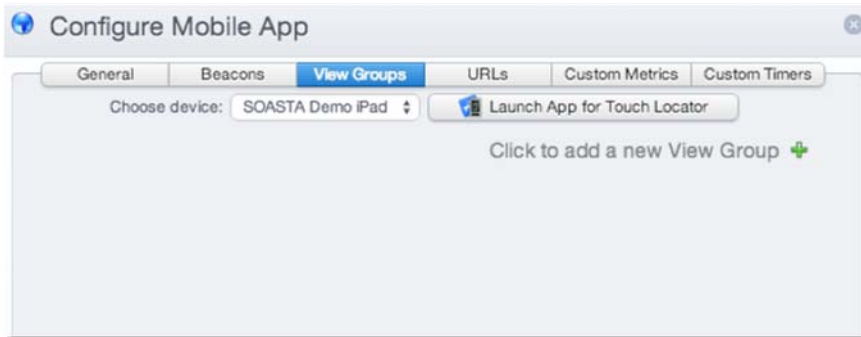 Configure Mobile App
General Beacons View Groups URLs Custom Metrics Custom Timers
Choose device: SOASTA Demo iPad Launch App for Touch Locator
Click to add a new View Group